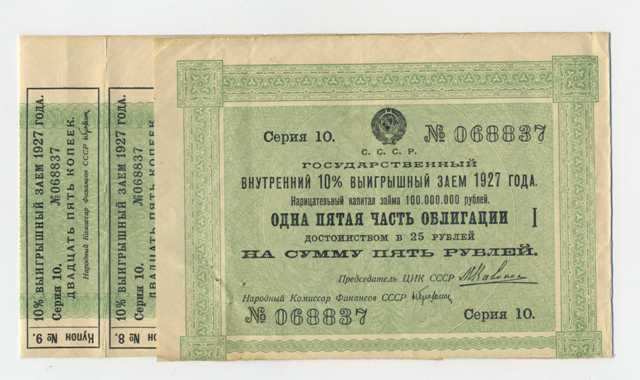 Серия 10.
№ 068837
С. С. С. Р.
ГОСУДАРСТВЕННЫЙ
ВНУТРЕННИЙ 10% ВЫИГРЫШНЫЙ ЗАЕМ 1927 ГОДА.
Нарицательный капитал займа 100.000.000 рублей.
ОДНА ПЯТАЯ ЧАСТЬ ОБЛИГАЦИИ I
ДОСТОИНСТВОМ В 25 РУБЛЕЙ
НА СУММУ ПЯТЬ РУБЛЕЙ.
Председатель ЦИК СССР
Народный Комиссар Финансов СССР
№ 068837
Серия 10.
10% ВЫИГРЫШНЫЙ ЗАЕМ 1927 ГОДА.
Серия 10. №068837
ДВАДЦАТЬ ПЯТЬ КОПЕЕК.
Народный Комиссар Финансов СССР
Купон № 9.
10% ВЫИГРЫШНЫЙ ЗАЕМ 1927 ГОДА.
Серия 10. №068837
ДВАДЦАТЬ ПЯТЬ КОПЕЕК.
Купон № 8.